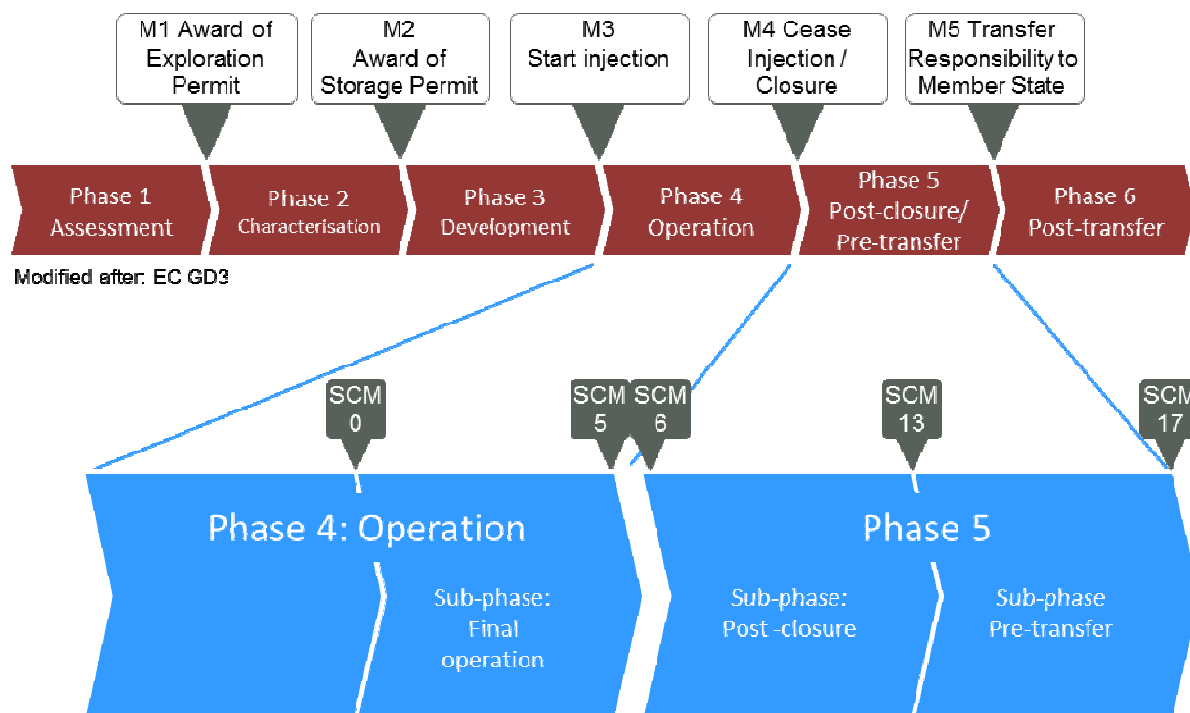 M1 Award of
Exploration
Permit
M2
Award of
Storage Permit
M3
Start injection
M4 Cease
Injection /
Closure
M5 Transfer
Responsibility to
Member State
Phase 1
Assessment
Phase 2
Characterisation
Phase 3
Development
Phase 4
Operation
Phase 5
Post-closure/
Pre-transfer
Phase 6
Post-transfer
Modified after: EC GD3
SCM
0
SCM
5
SCM
6
SCM
13
SCM
17
Phase 4: Operation
Phase 5
Sub-phase:
Final
operation
Sub-phase:
Post -closure
Sub-phase
Pre-transfer